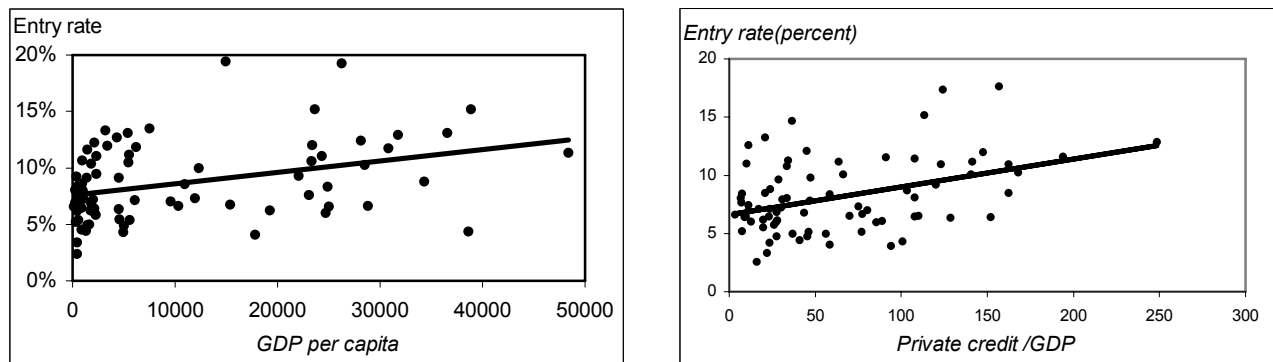 Entry rate
20%
15%
10%
5%
0%
0 10000 20000 30000 40000 50000
GDP per capita
Entry rate(percent)
20
15
10
5
0
0 50 100 150 200 250 300
Private credit /GDP